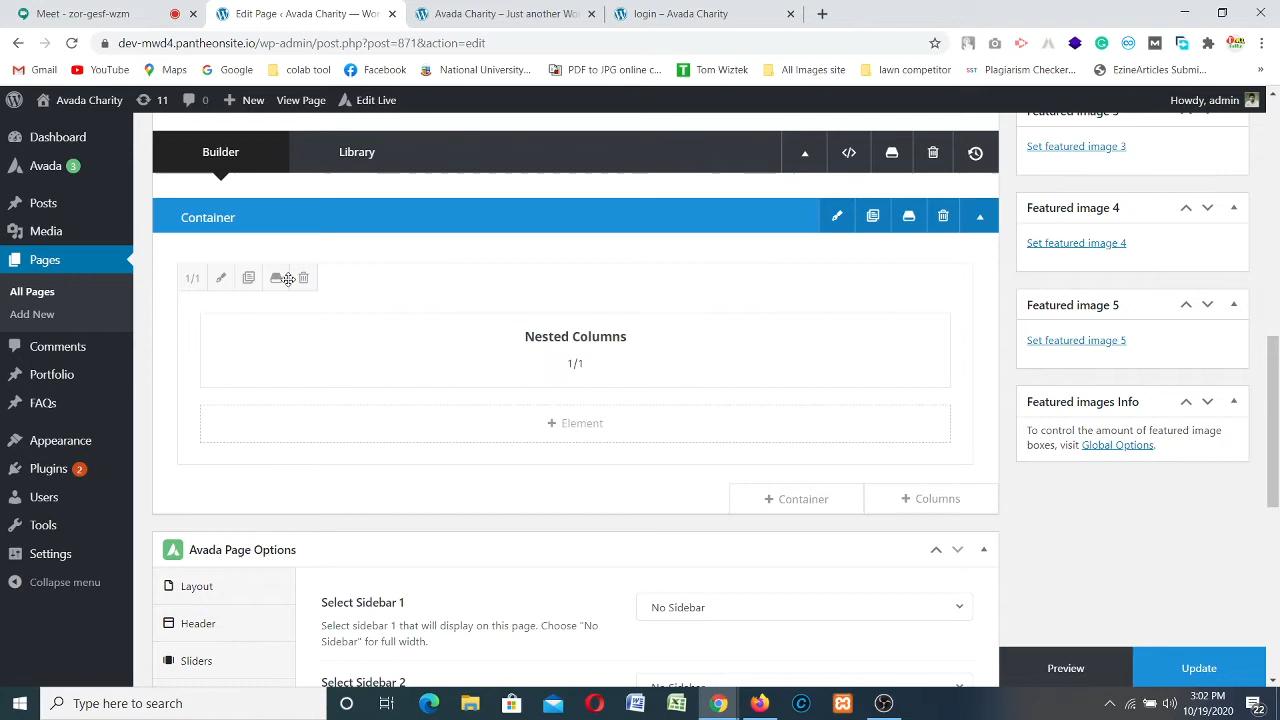 Meet – zor-gesf-wor
Edit Page ‹ Avada Charity — Wor
Avada Charity – Just another Wo
login – Avada Charity
dev-mwd4.pantheonsite.io/wp-admin/post.php?post=871&action=edit
Gmail
YouTube
Maps
Google
colab tool
Facebook
National University...
PDF to JPG online c...
Tom Wiztek
All Images site
lawn competitor
Plagiarism Checker...
EzineArticles Submi...
Avada Charity
11
0
New
View Page
Edit Live
Howdy, admin
Dashboard
Avada 3
Posts
Media
Pages
All Pages
Add New
Comments
Portfolio
FAQs
Appearance
Plugins 2
Users
Tools
Settings
Collapse menu
Builder
Library
Container
1/1
Nested Columns
1/1
+ Element
+ Container
+ Columns
Avada Page Options
Layout
Header
Sliders
Select Sidebar 1
Select sidebar 1 that will display on this page. Choose "No
Sidebar" for full width.
No Sidebar
Select Sidebar 2
No Sidebar
Featured image 3
Set featured image 3
Featured image 4
Set featured image 4
Featured image 5
Set featured image 5
Featured images Info
To control the amount of featured image
boxes, visit Global Options.
Preview
Update
Type here to search
3:02 PM
10/19/2020
22